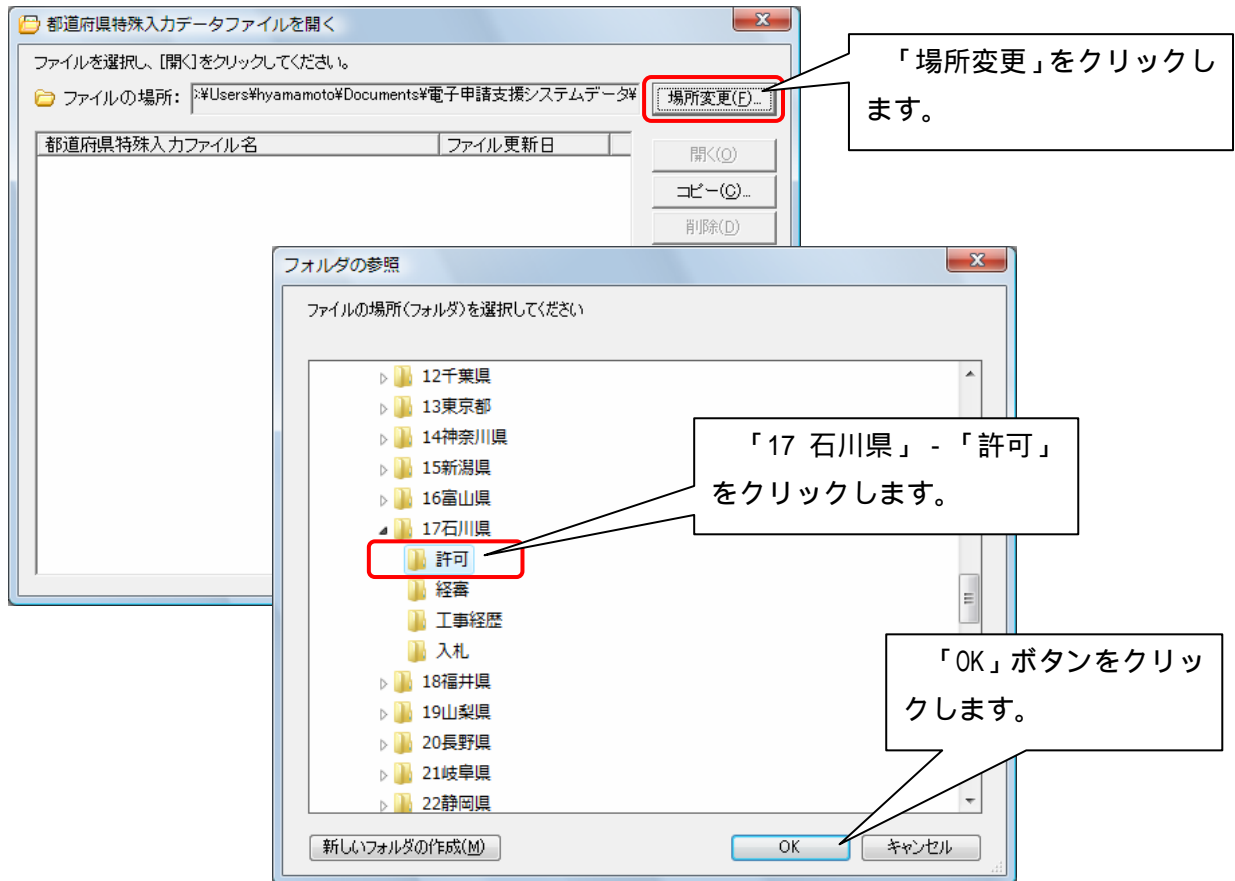 都道府県特殊入力データファイルを開く
ファイルを選択し、[開く]をクリックしてください。
ファイルの場所: :¥Users¥hyamamoto¥Documents¥電子申請支援システムデータ¥
場所変更(F)...
「場所変更」をクリックし
ます。
都道府県特殊入力ファイル名 ファイル更新日
開く(O)
コピー(C)...
削除(D)
フォルダの参照
ファイルの場所(フォルダ)を選択してください
12千葉県
13東京都
14神奈川県
15新潟県
16富山県
17石川県
許可
経審
工事経歴
入札
18福井県
19山梨県
20長野県
21岐阜県
22静岡県
「17 石川県」-「許可」
をクリックします。
「OK」ボタンをクリッ
クします。
新しいフォルダの作成(M)
OK
キャンセル